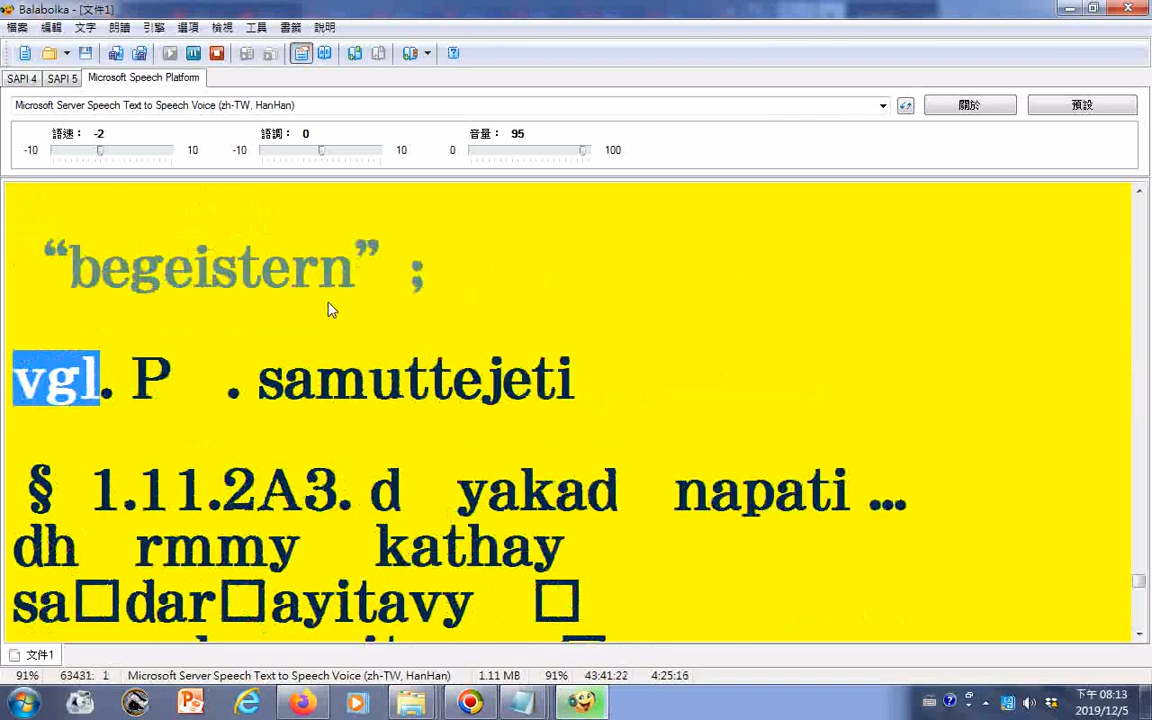 Balabolka - [文件1]
檔案 編輯 文字 朗讀 引擎 選項 檢視 工具 書籤 說明
SAPI 4 SAPI 5 Microsoft Speech Platform
Microsoft Server Speech Text to Speech Voice (zh-TW, HanHan)
關於 預設
語速： -2 語調： 0 音量： 95
-10 10 -10 10 0 100
“begeistern” ；
vgl. P . samuttejeti
§ 1.11.2A3. d yakad napati ...
dh rmmy kathay
sa□dar□ayitavy □
文件1
91% 63431: 1 Microsoft Server Speech Text to Speech Voice (zh-TW, HanHan) 1.11 MB 91% 43:41:22 4:25:16
下午 08:13
2019/12/5